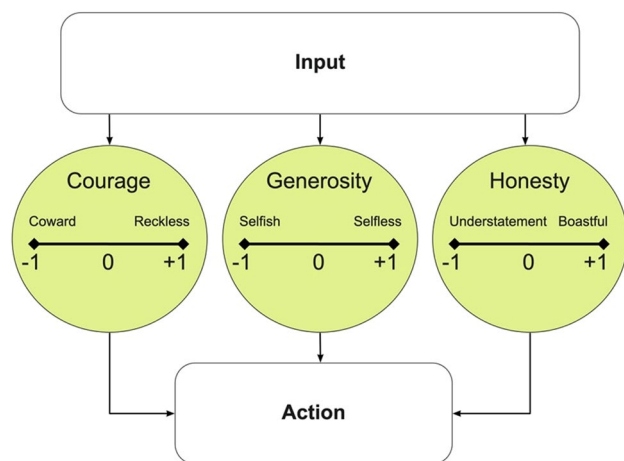 Input
Courage
Coward Reckless
-1 0 +1
Generosity
Selfish Selfless
-1 0 +1
Honesty
Understatement Boastful
-1 0 +1
Action